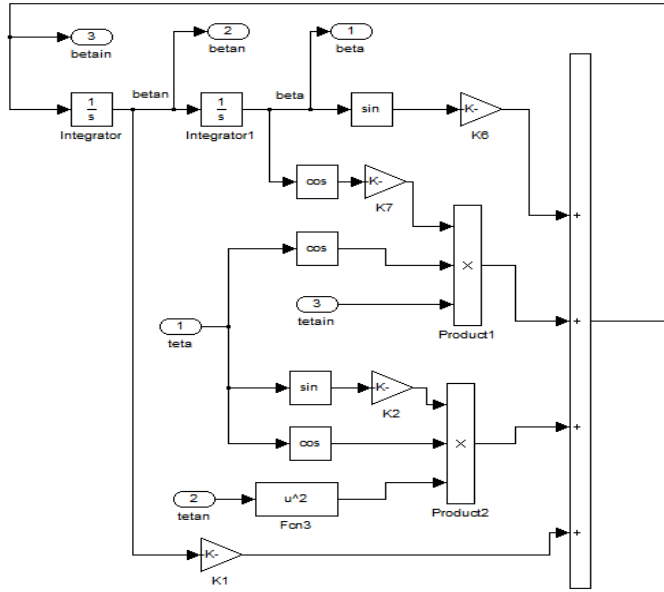 3
betain
2
betan
1
beta
1
s
Integrator
betan
1
s
Integrator1
beta
sin
K-
K6
cos
K-
K7
cos
3
tetain
×
Product1
1
teta
sin
K-
K2
cos
×
Product2
2
tetan
u^2
Fcn3
K-
K1
+
+
+
+